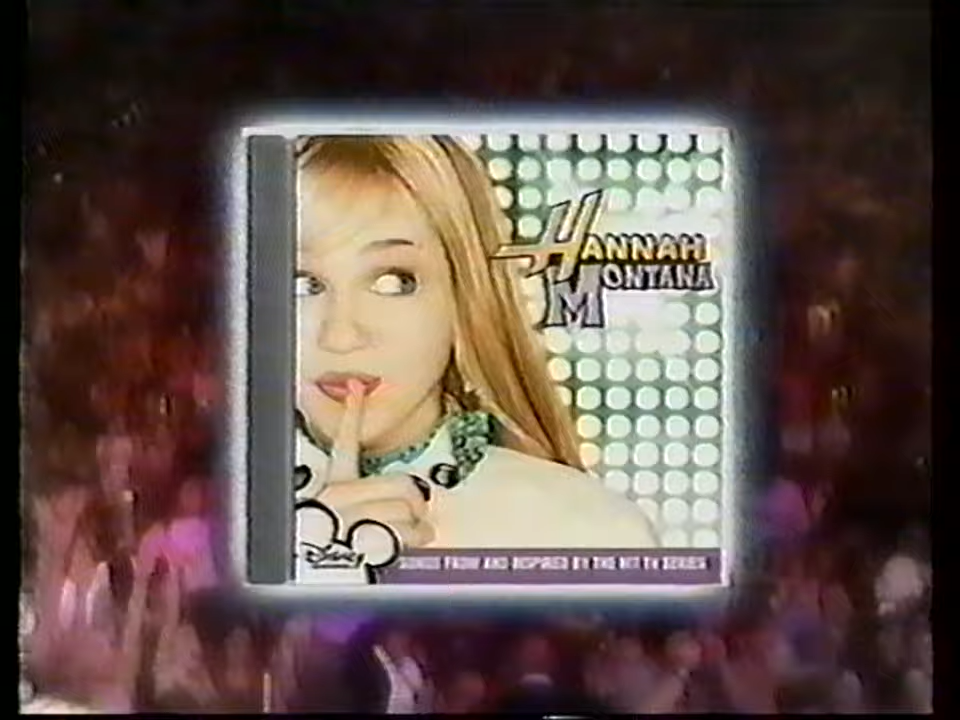 HANNAH
MONTANA
Disney
SONGS FROM AND INSPIRED BY THE HIT TV SERIES